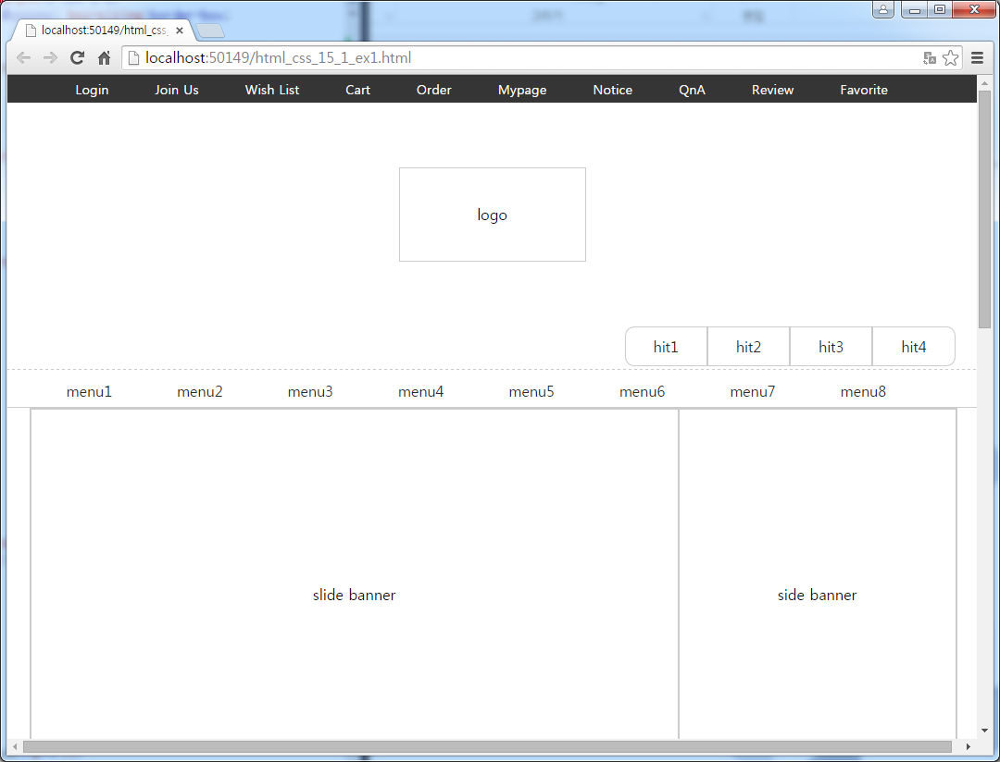 localhost:50149/html_css_
localhost:50149/html_css_15_1_ex1.html
Login Join Us Wish List Cart Order Mypage Notice QnA Review Favorite
logo
hit1 hit2 hit3 hit4
menu1 menu2 menu3 menu4 menu5 menu6 menu7 menu8
slide banner side banner